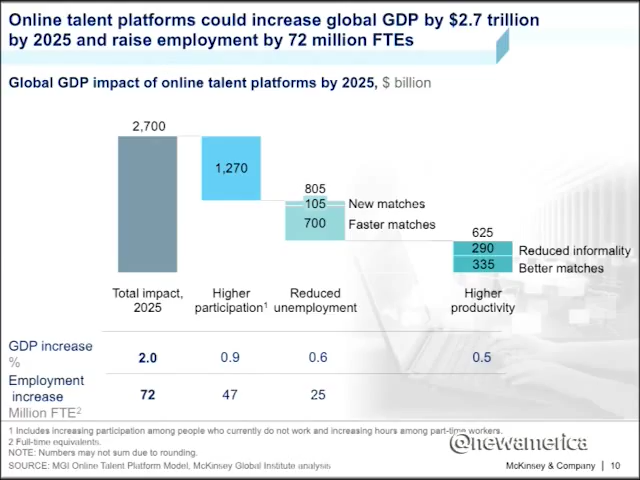 Online talent platforms could increase global GDP by $2.7 trillion
by 2025 and raise employment by 72 million FTEs
Global GDP impact of online talent platforms by 2025, $ billion
2,700
1,270
805
105 New matches
700 Faster matches
625
290 Reduced informality
335 Better matches
Total impact, Higher Reduced Higher
2025 participation1 unemployment productivity
GDP increase
% 2.0 0.9 0.6 0.5
Employment
increase 72 47 25
Million FTE2
1 Includes increasing participation among people who currently do not work and increasing hours among part-time workers.
2 Full-time equivalents.
NOTE: Numbers may not sum due to rounding.
@newamerica
SOURCE: MGI Online Talent Platform Model, McKinsey Global Institute analysis
McKinsey & Company | 10